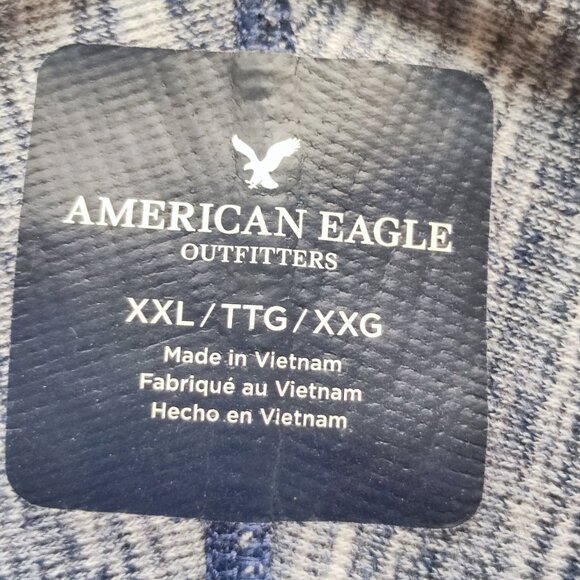 AMERICAN EAGLE
OUTFITTERS
XXL/TTG/XXG
Made in Vietnam
Fabriqué au Vietnam
Hecho en Vietnam